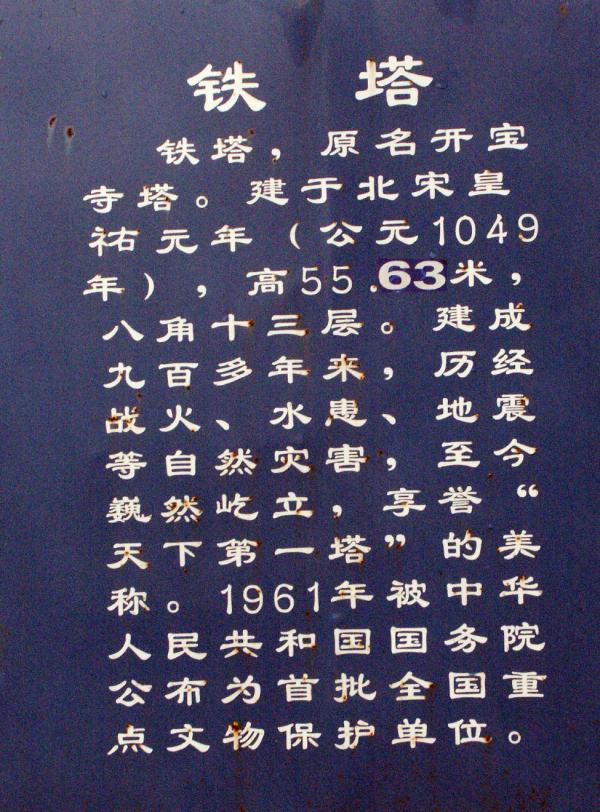 铁 塔
铁塔，原名开宝
寺塔。建于北宋皇
祐元年（公元1049
年），高55.63米，
八角十三层。建成
九百多年来，历经
战火、水患、地震
等自然灾害，至今
巍然屹立，享誉“
天下第一塔”的美
称。1961年被中华
人民共和国国务院
公布为首批全国重
点文物保护单位。